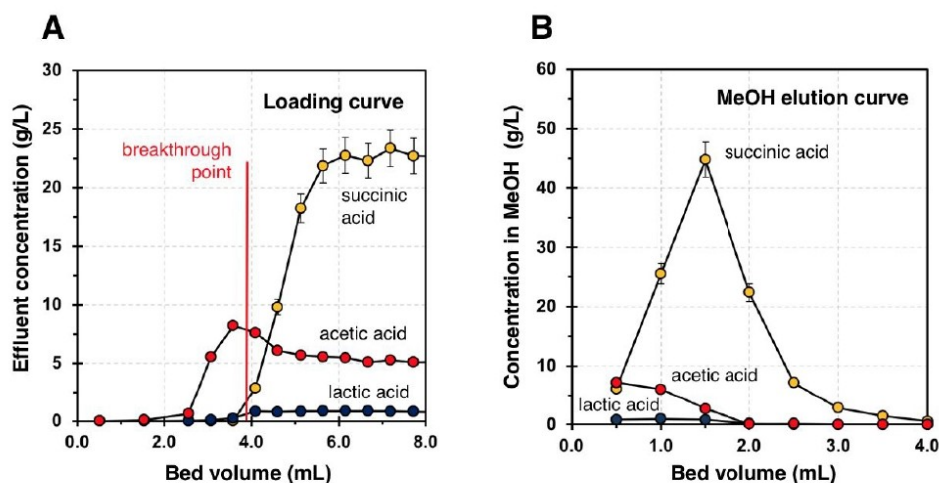 A
Loading curve
breakthrough
point
succinic
acid
acetic acid
lactic acid
Effluent concentration (g/L)
30
25
20
15
10
5
0
0.0 2.0 4.0 6.0 8.0
Bed volume (mL)
B
MeOH elution curve
succinic acid
acetic acid
lactic acid
Concentration in MeOH (g/L)
60
50
40
30
20
10
0
0.0 1.0 2.0 3.0 4.0
Bed volume (mL)